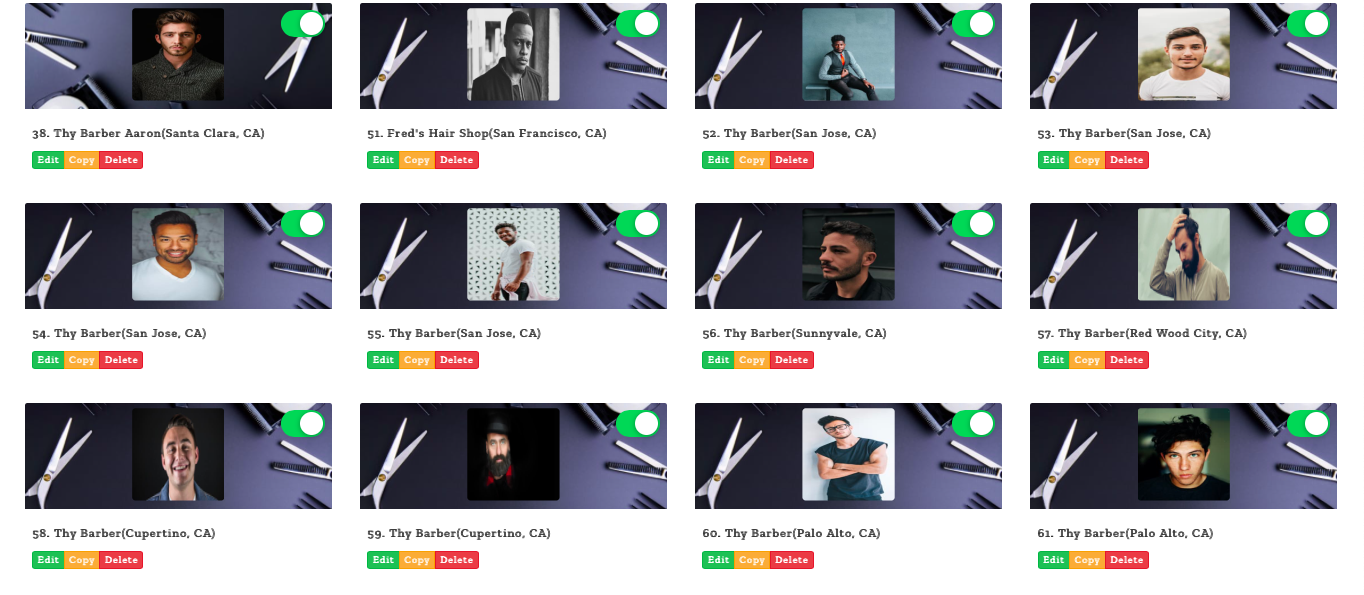 38. Thy Barber Aaron(Santa Clara, CA)
51. Fred's Hair Shop(San Francisco, CA)
52. Thy Barber(San Jose, CA)
53. Thy Barber(San Jose, CA)
Edit Copy Delete
Edit Copy Delete
Edit Copy Delete
Edit Copy Delete
54. Thy Barber(San Jose, CA)
55. Thy Barber(San Jose, CA)
56. Thy Barber(Sunnyvale, CA)
57. Thy Barber(Red Wood City, CA)
Edit Copy Delete
Edit Copy Delete
Edit Copy Delete
Edit Copy Delete
58. Thy Barber(Cupertino, CA)
59. Thy Barber(Cupertino, CA)
60. Thy Barber(Palo Alto, CA)
61. Thy Barber(Palo Alto, CA)
Edit Copy Delete
Edit Copy Delete
Edit Copy Delete
Edit Copy Delete